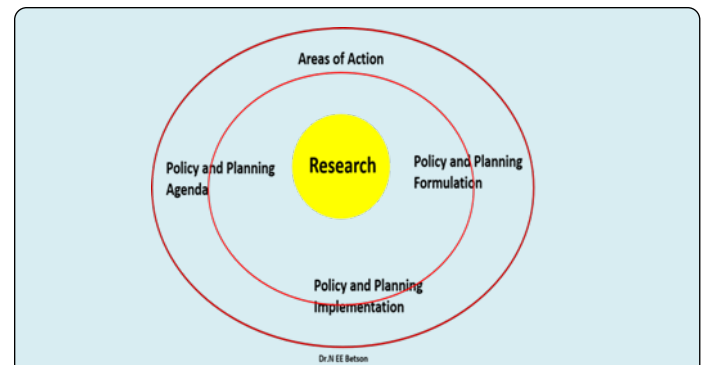 Areas of Action
Research
Policy and Planning
Agenda
Policy and Planning
Formulation
Policy and Planning
Implementation
Dr.N EE Betson